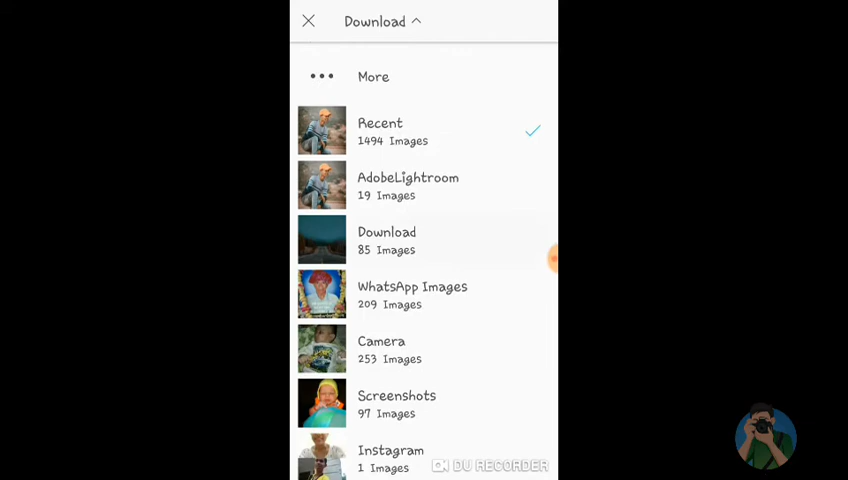 Download
More
Recent
1494 Images
AdobeLightroom
19 Images
Download
85 Images
WhatsApp Images
209 Images
Camera
253 Images
Screenshots
97 Images
Instagram
1 Images
DU RECORDER